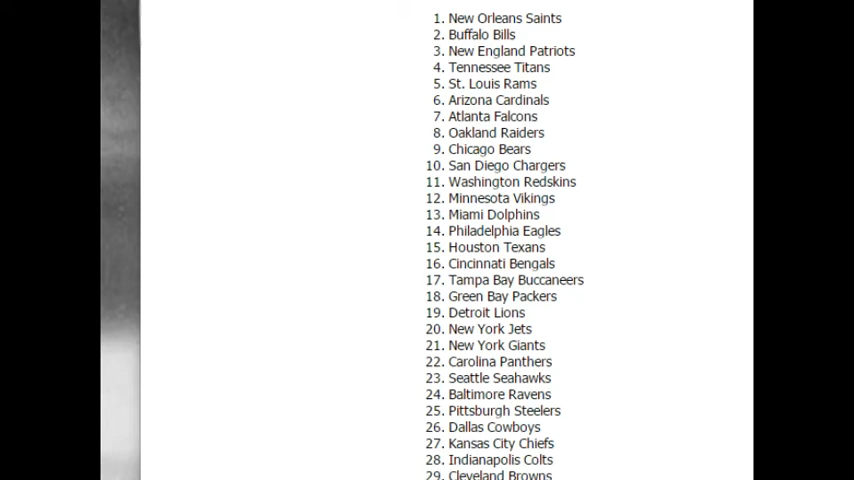 1. New Orleans Saints
2. Buffalo Bills
3. New England Patriots
4. Tennessee Titans
5. St. Louis Rams
6. Arizona Cardinals
7. Atlanta Falcons
8. Oakland Raiders
9. Chicago Bears
10. San Diego Chargers
11. Washington Redskins
12. Minnesota Vikings
13. Miami Dolphins
14. Philadelphia Eagles
15. Houston Texans
16. Cincinnati Bengals
17. Tampa Bay Buccaneers
18. Green Bay Packers
19. Detroit Lions
20. New York Jets
21. New York Giants
22. Carolina Panthers
23. Seattle Seahawks
24. Baltimore Ravens
25. Pittsburgh Steelers
26. Dallas Cowboys
27. Kansas City Chiefs
28. Indianapolis Colts
29. Cleveland Browns